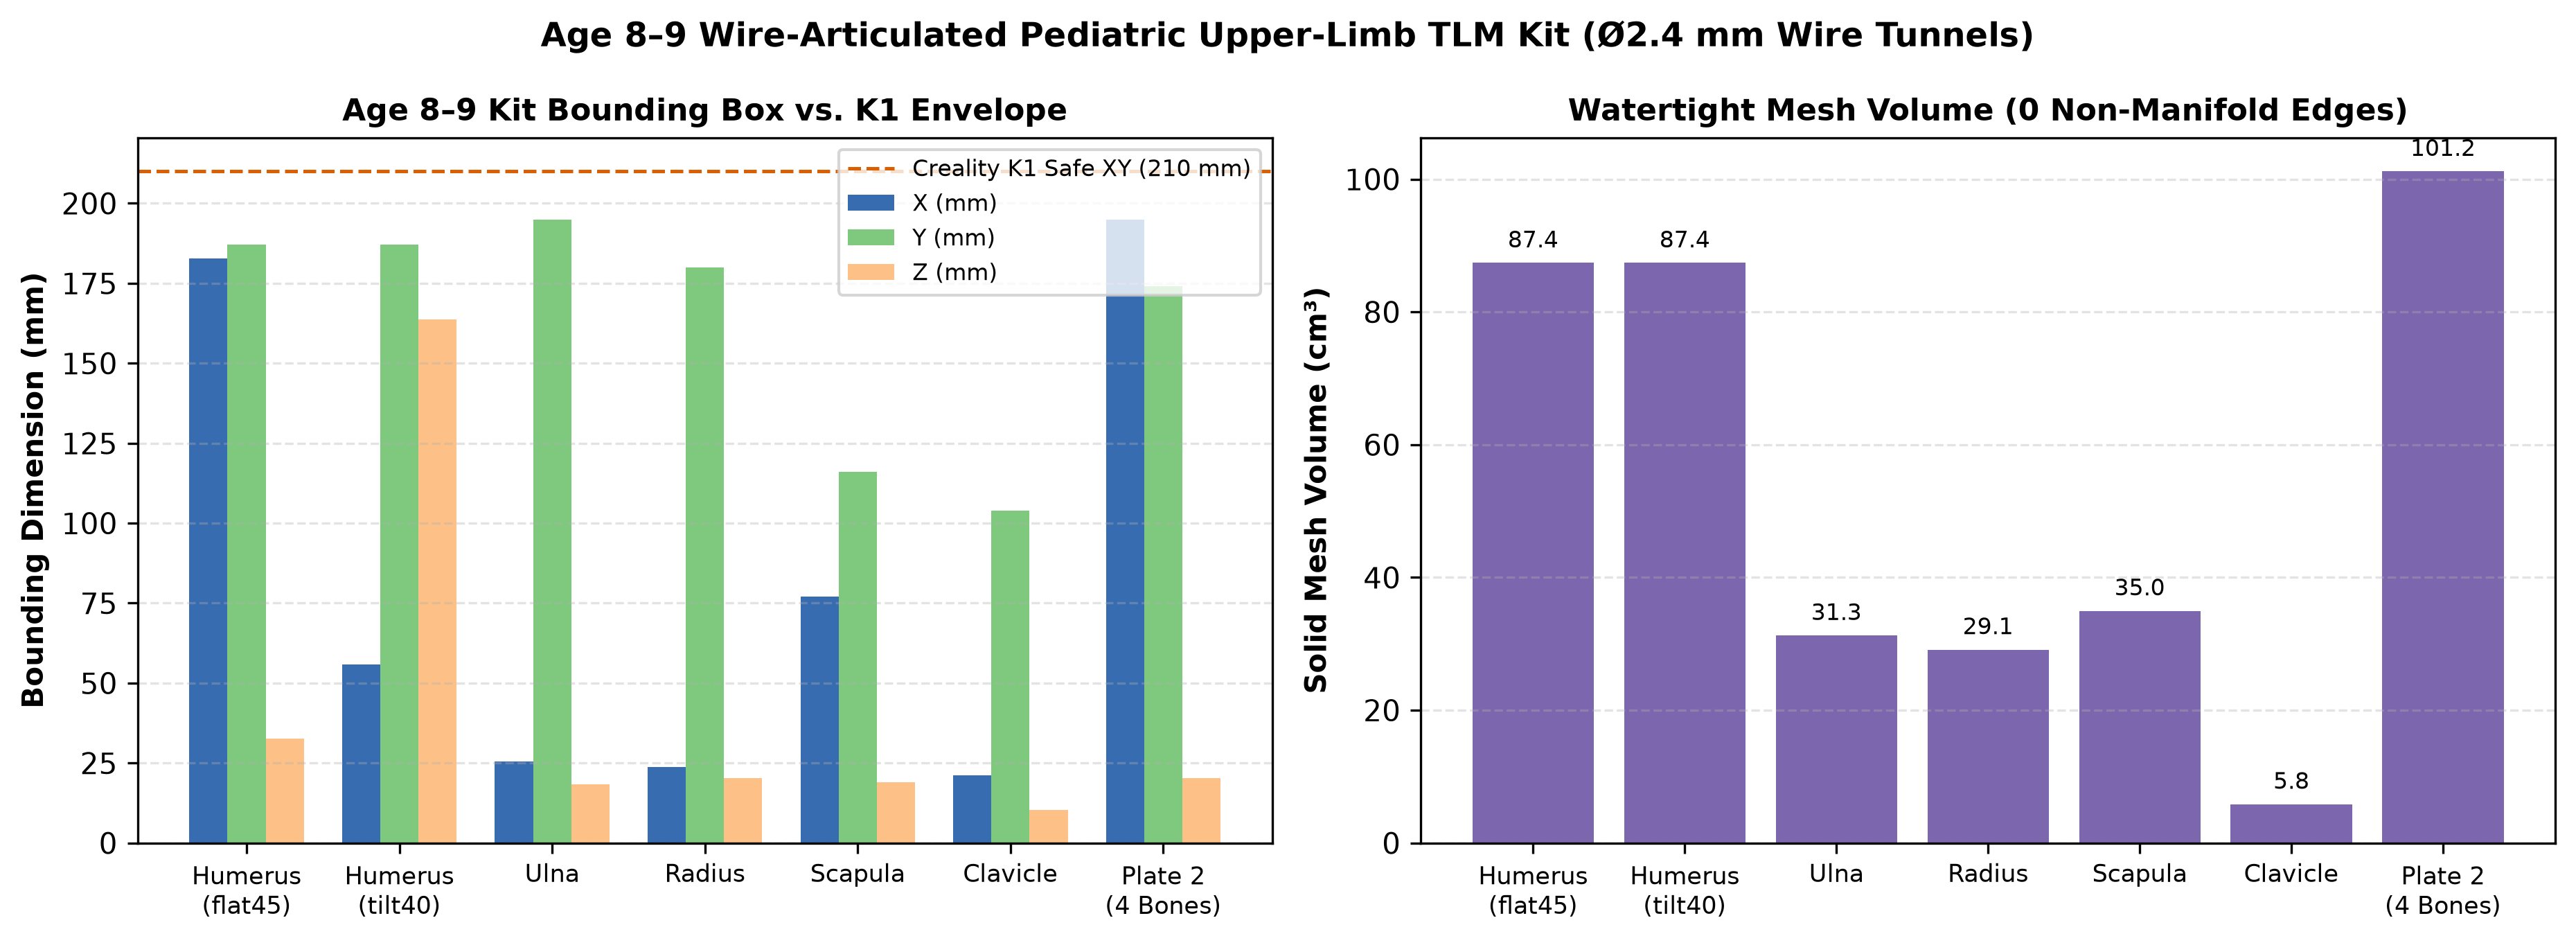 Age 8–9 Wire-Articulated Pediatric Upper-Limb TLM Kit (Ø2.4 mm Wire Tunnels)
Age 8–9 Kit Bounding Box vs. K1 Envelope
Bounding Dimension (mm)
200
175
150
125
100
75
50
25
0
Creality K1 Safe XY (210 mm)
X (mm)
Y (mm)
Z (mm)
Humerus
(flat45)
Humerus
(tilt40)
Ulna
Radius
Scapula
Clavicle
Plate 2
(4 Bones)
Watertight Mesh Volume (0 Non-Manifold Edges)
Solid Mesh Volume (cm³)
100
80
60
40
20
0
87.4
87.4
31.3
29.1
35.0
5.8
101.2
Humerus
(flat45)
Humerus
(tilt40)
Ulna
Radius
Scapula
Clavicle
Plate 2
(4 Bones)